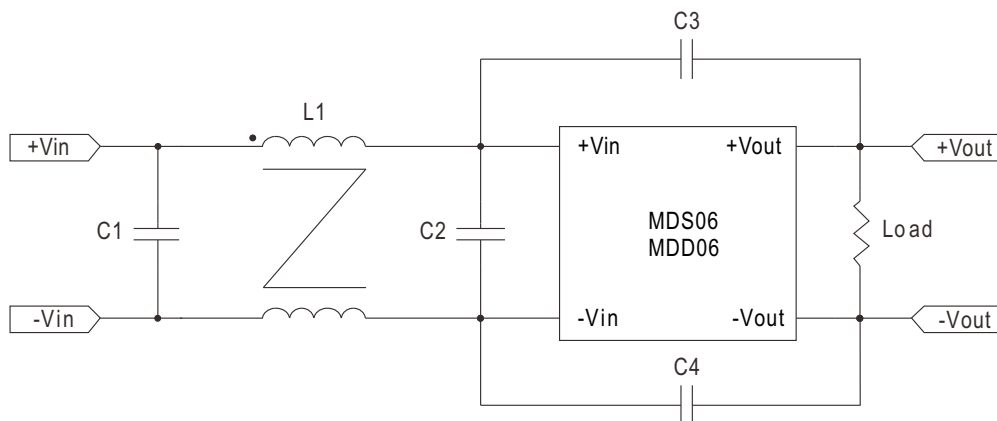 C3
L1
+Vin
+Vin
+Vout
+Vout
C1
C2
MDS06
MDD06
Load
-Vin
-Vin
-Vout
-Vout
C4